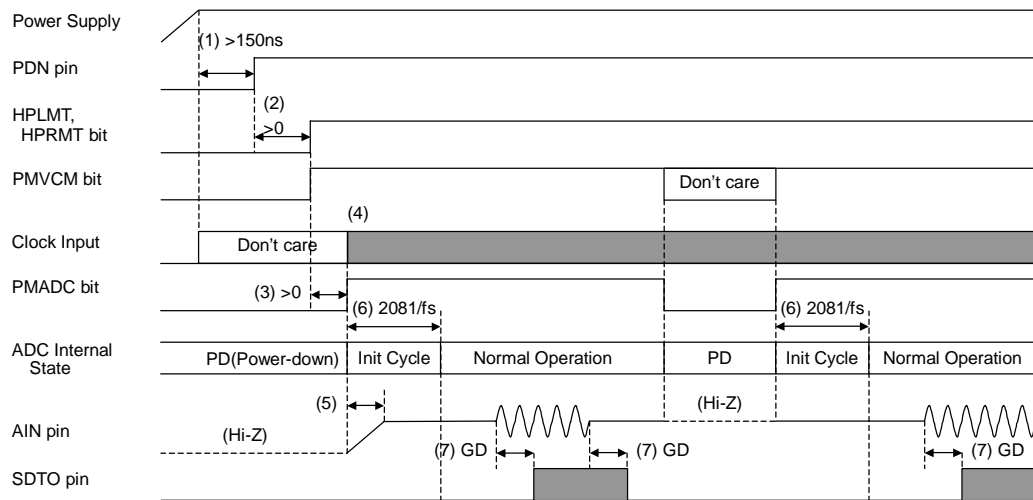 Power Supply
(1) >150ns
PDN pin
(2)
HPLMT,
HPRMT bit
>0
PMVCM bit
Don't care
(4)
Clock Input
Don't care
PMADC bit
(3) >0
(6) 2081/fs
(6) 2081/fs
ADC Internal
State
PD(Power-down)
Init Cycle
Normal Operation
PD
Init Cycle
Normal Operation
(5)
(Hi-Z)
AIN pin
(Hi-Z)
(7) GD
(7) GD
(7) GD
SDTO pin